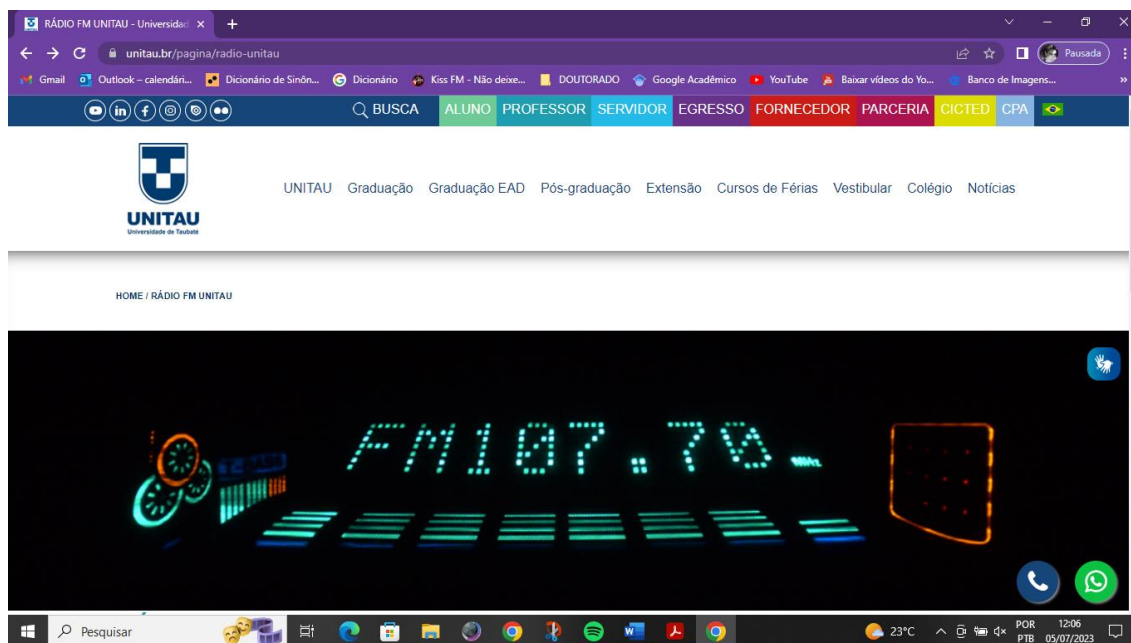 RÁDIO FM UNITAU - Universidad
unitau.br/pagina/radio-unitau
Pausada
Gmail Outlook – calendári... Dicionário de Sinôn... Dicionário Kiss FM - Não deixe... DOUTORADO Google Acadêmico YouTube Baixar vídeos do Yo... Banco de Imagens... »
in f BUSCA ALUNO PROFESSOR SERVIDOR EGRESSO FORNECEDOR PARCERIA CICTED CPA
UNITAU Graduação Graduação EAD Pós-graduação Extensão Cursos de Férias Vestibular Colégio Notícias
UNITAU
Universidade de Taubaté
HOME / RÁDIO FM UNITAU
FM107.70 MHz
Pesquisar
23°C
POR
PTB
12:06
05/07/2023